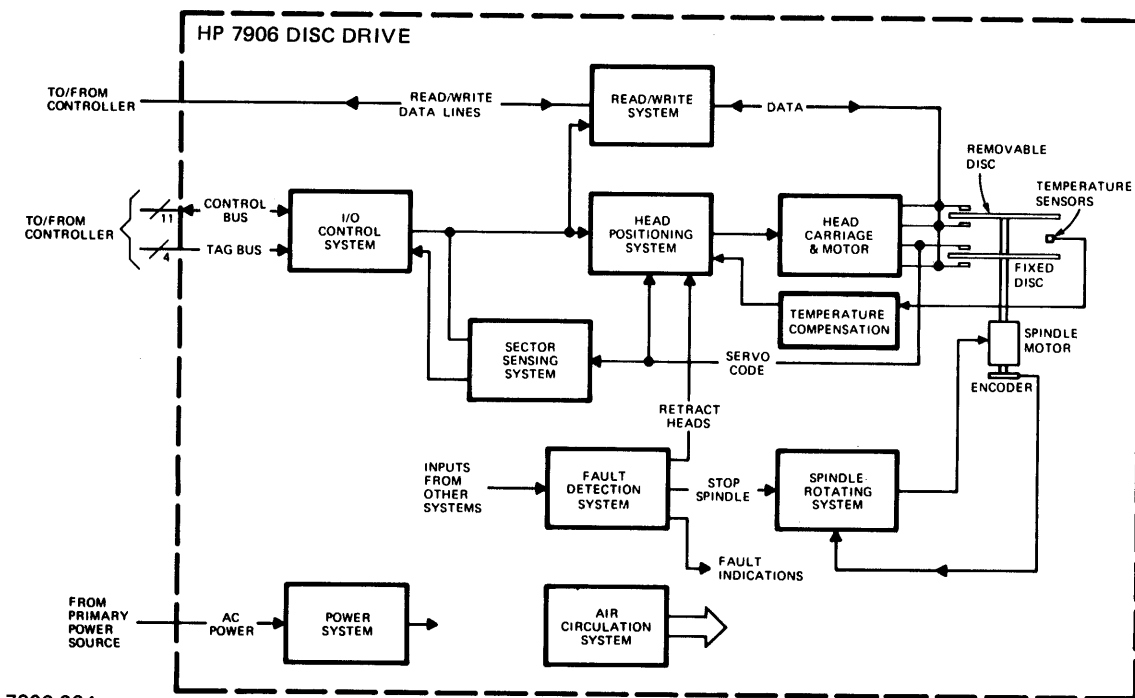 HP 7906 DISC DRIVE
TO/FROM
CONTROLLER
READ/WRITE
DATA LINES
READ/WRITE
SYSTEM
DATA
REMOVABLE
DISC
TEMPERATURE
SENSORS
TO/FROM
CONTROLLER
11
CONTROL
BUS
4
TAG BUS
I/O
CONTROL
SYSTEM
HEAD
POSITIONING
SYSTEM
HEAD
CARRIAGE
& MOTOR
FIXED
DISC
TEMPERATURE
COMPENSATION
SECTOR
SENSING
SYSTEM
SERVO
CODE
SPINDLE
MOTOR
ENCODER
RETRACT
HEADS
INPUTS
FROM
OTHER
SYSTEMS
FAULT
DETECTION
SYSTEM
STOP
SPINDLE
SPINDLE
ROTATING
SYSTEM
FAULT
INDICATIONS
FROM
PRIMARY
POWER
SOURCE
AC
POWER
POWER
SYSTEM
AIR
CIRCULATION
SYSTEM